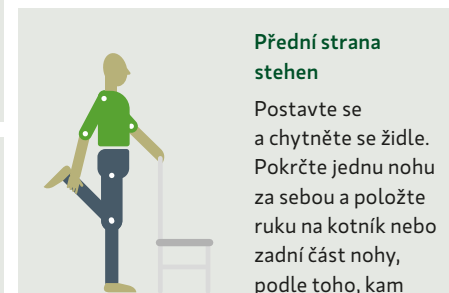 Přední strana
stehen
Postavte se
a chytněte se židle.
Pokrčte jednu nohu
za sebou a položte
ruku na kotník nebo
zadní část nohy,
podle toho, kam